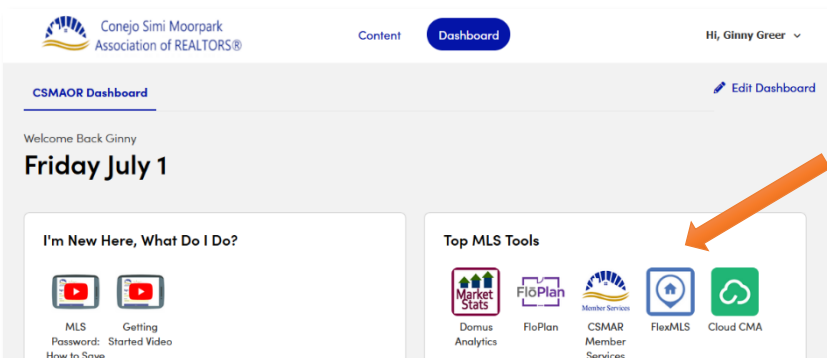 Conejo Simi Moorpark
Association of REALTORS®
Content
Dashboard
Hi, Ginny Greer
CSMAOR Dashboard
Edit Dashboard
Welcome Back Ginny
Friday July 1
I'm New Here, What Do I Do?
MLS
Password:
How to Save
Getting
Started Video
Top MLS Tools
Market
Stats
Domus
Analytics
FlōPlan
FloPlan
Member Services
CSMAR
Member
Services
FlexMLS
Cloud CMA